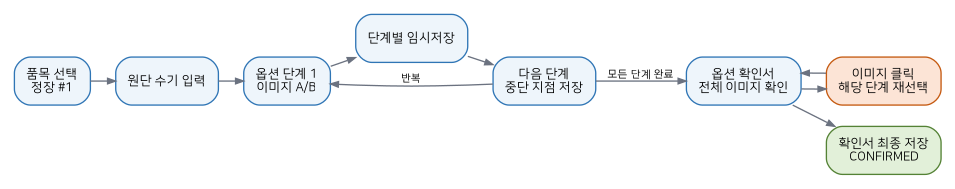 품목 선택
정장 #1
원단 수기 입력
옵션 단계 1
이미지 A/B
단계별 임시저장
반복
다음 단계
중단 지점 저장
모든 단계 완료
옵션 확인서
전체 이미지 확인
이미지 클릭
해당 단계 재선택
확인서 최종 저장
CONFIRMED